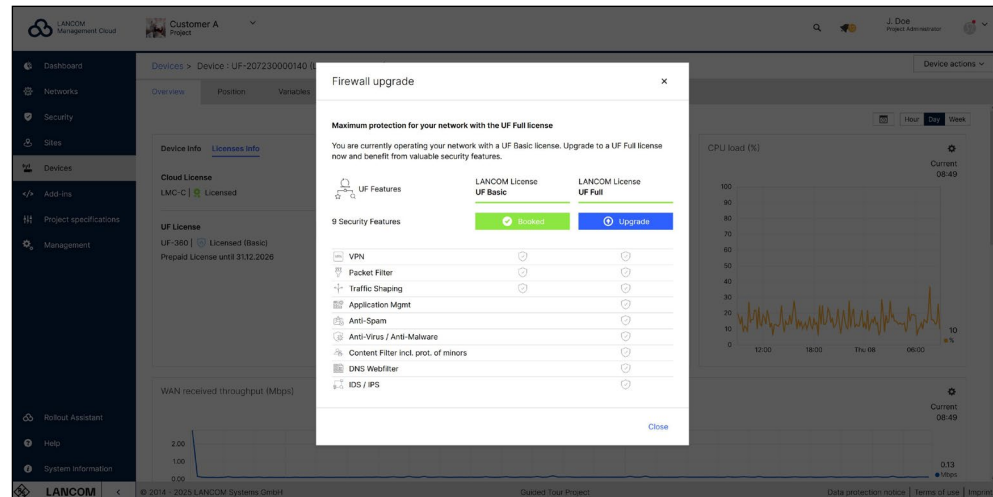 LANCOM
Management Cloud
Customer A
Project
J. Doe
Project Administrator
Dashboard
Networks
Security
Sites
Devices
Add-ins
Project specifications
Management
Rollout Assistant
Help
System information
LANCOM
Devices > Device : UF-207230000140 (L
Device actions
Overview Position Variables
Hour Day Week
Device Info Licenses Info
Cloud License
LMC-C | Licensed
UF License
UF-360 | Licensed (Basic)
Prepaid License until 31.12.2026
Firewall upgrade
Maximum protection for your network with the UF Full license
You are currently operating your network with a UF Basic license. Upgrade to a UF Full license
now and benefit from valuable security features.
UF Features
LANCOM License
UF Basic
LANCOM License
UF Full
9 Security Features Booked Upgrade
VPN
Packet Filter
Traffic Shaping
Application Mgmt
Anti-Spam
Anti-Virus / Anti-Malware
Content Filter incl. prot. of minors
DNS Webfilter
IDS / IPS
Close
CPU load (%)
Current
08:49
100
90
80
70
60
50
40
30
20
10
0
10
%
12:00 18:00 Thu 06 06:00
WAN received throughput (Mbps)
Current
08:49
2.00
1.00
0.00
0.13
Mbps
© 2014 - 2025 LANCOM Systems GmbH Guided Tour Project Data protection notice | Terms of use | Imprint